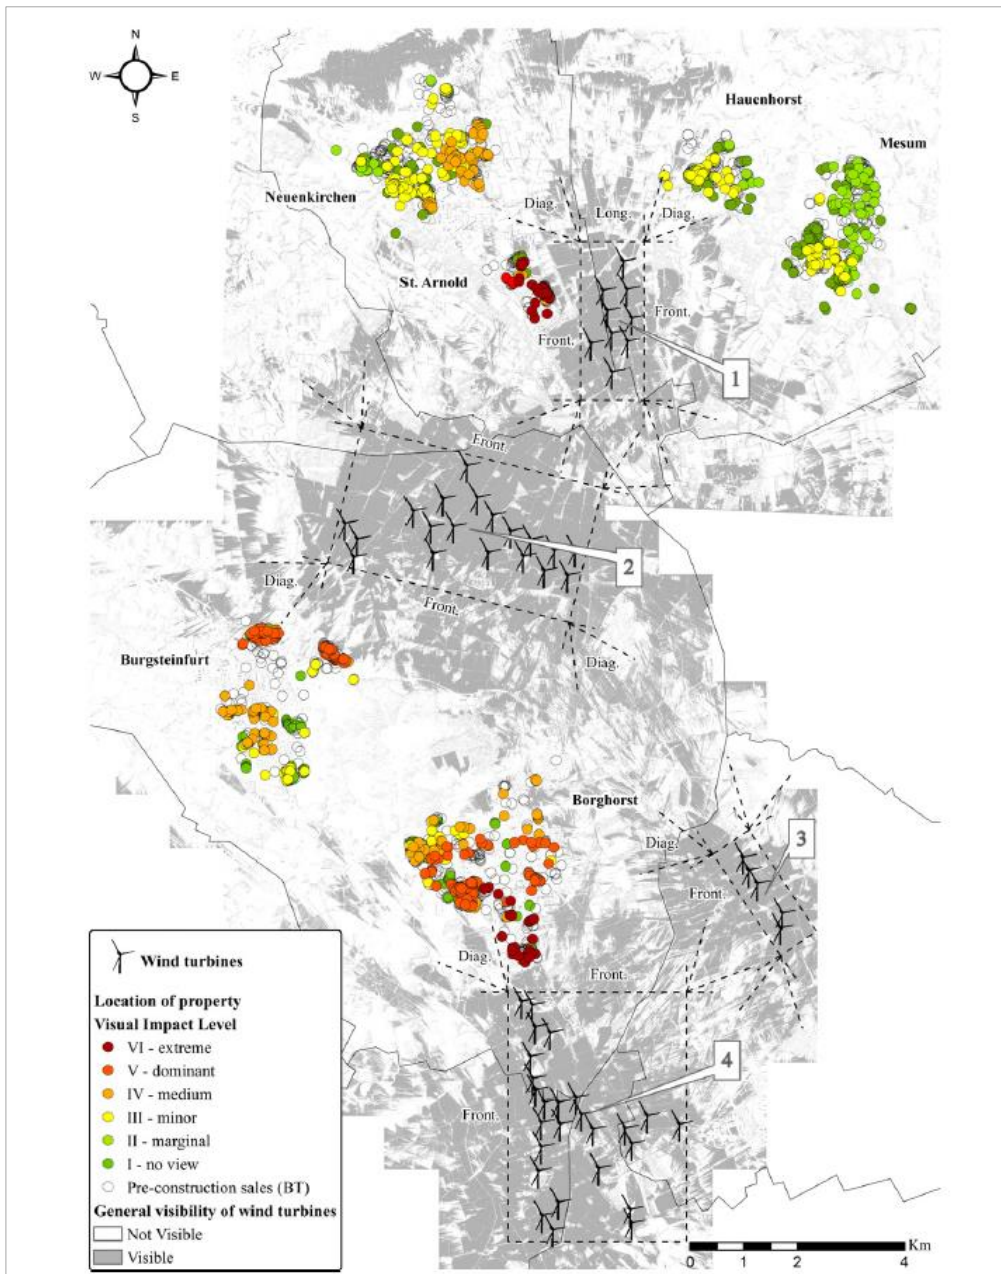 N
W E
S
Hauenhorst
Mesum
Neuenkirchen
Diag.
Long.
Diag.
St. Arnold
Front.
Front.
1
Front.
2
Diag.
Front.
Burgsteinfurt
Diag.
Borghorst
Diag.
3
Front.
Diag.
Front.
4
Front.
Wind turbines
Location of property
Visual Impact Level
VI - extreme
V - dominant
IV - medium
III - minor
II - marginal
I - no view
Pre-construction sales (BT)
General visibility of wind turbines
Not Visible
Visible
Km
0 1 2 4